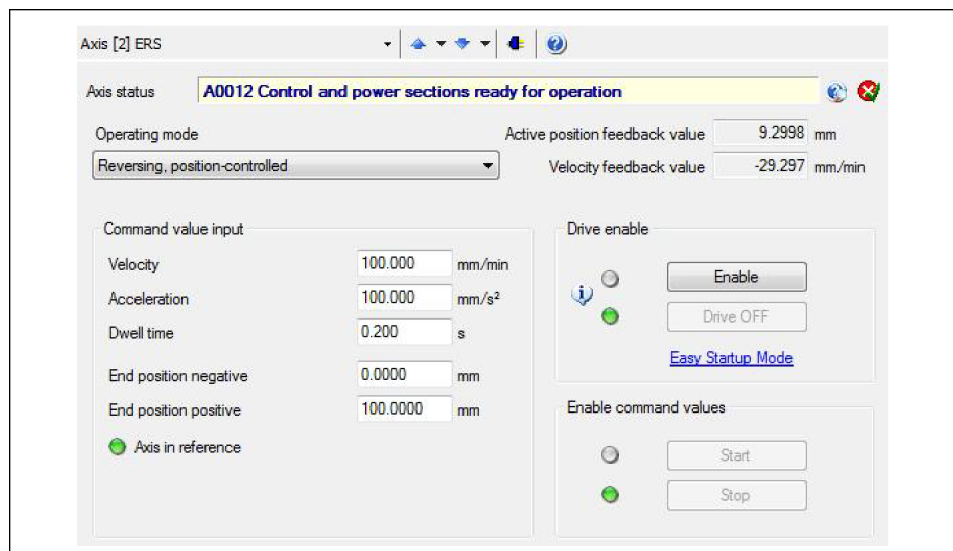 Axis [2] ERS
Axis status A0012 Control and power sections ready for operation
Operating mode
Reversing, position-controlled
Active position feedback value 9.2998 mm
Velocity feedback value -29.297 mm/min
Command value input
Velocity 100.000 mm/min
Acceleration 100.000 mm/s²
Dwell time 0.200 s
End position negative 0.0000 mm
End position positive 100.0000 mm
Axis in reference
Drive enable
Enable
Drive OFF
Easy Startup Mode
Enable command values
Start
Stop